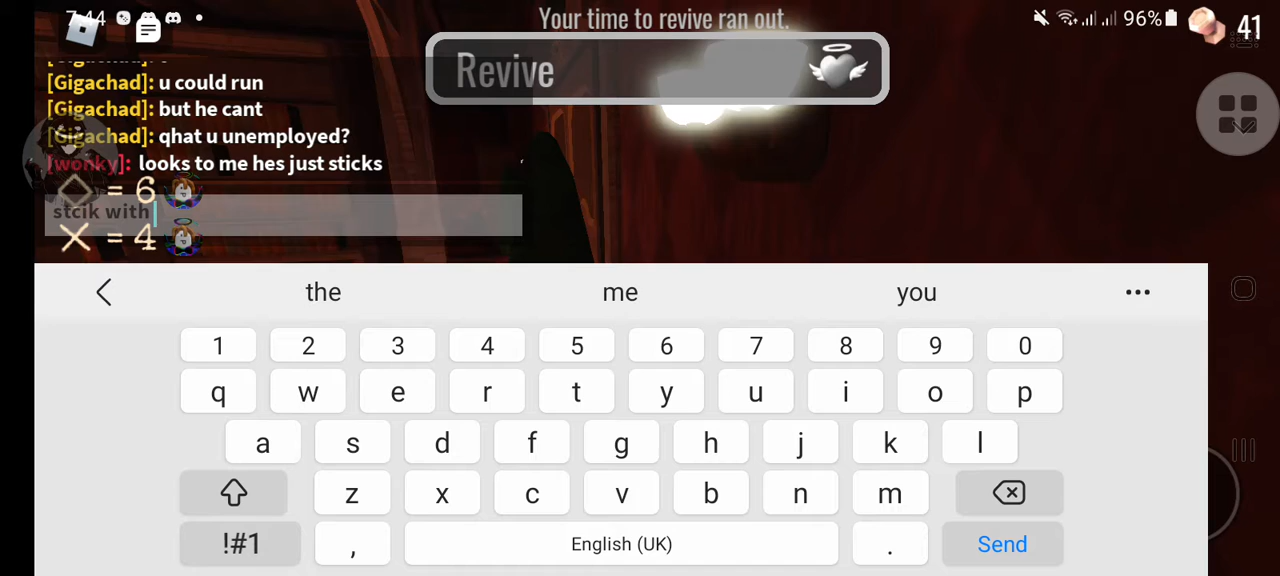 7:44
96%
41
Your time to revive ran out.
Revive
[Gigachad]: u could run
[Gigachad]: but he cant
[Gigachad]: qhat u unemployed?
[wonky]: looks to me hes just sticks
= 6
stcik with
X = 4
the me you
1 2 3 4 5 6 7 8 9 0
q w e r t y u i o p
a s d f g h j k l
z x c v b n m
!#1 , English (UK) . Send